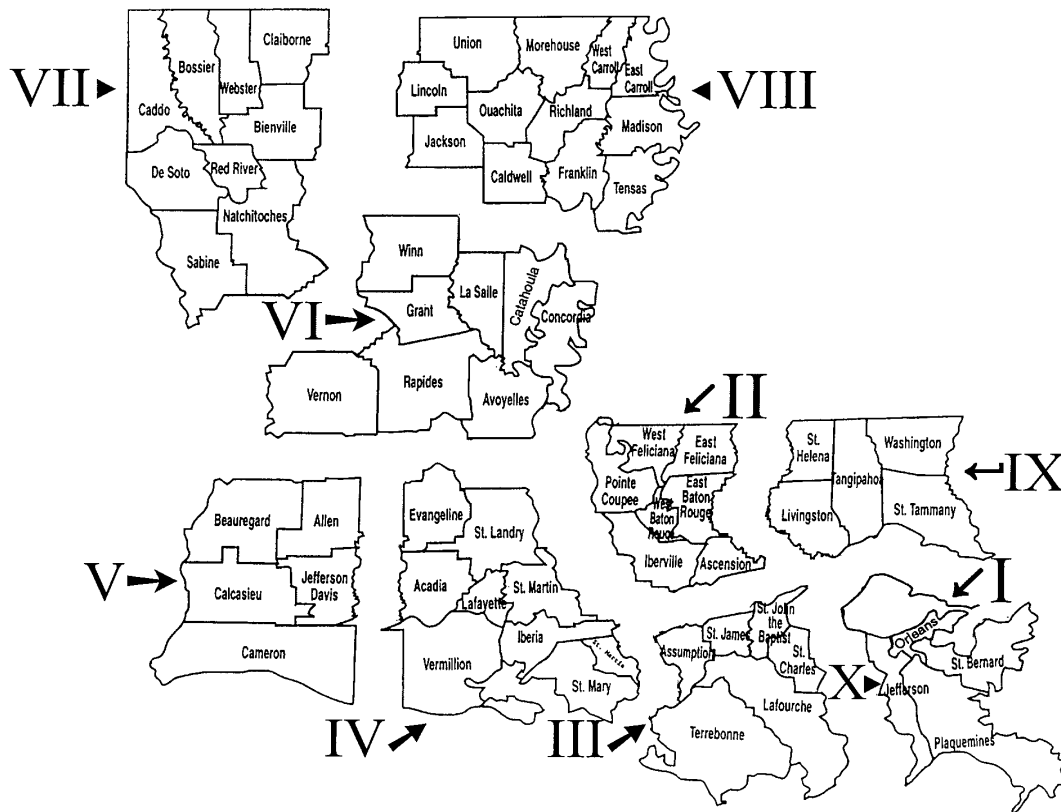 VII
Caddo
Bossier
Webster
Claiborne
Bienville
De Soto
Red River
Natchitoches
Sabine
VIII
Union
Morehouse
West
Carroll
East
Carroll
Lincoln
Ouachita
Richland
Madison
Jackson
Caldwell
Franklin
Tensas
VI
Winn
Grant
La Salle
Catahoula
Concordia
Vernon
Rapides
Avoyelles
II
West
Feliciana
East
Feliciana
Pointe
Coupee
East
Baton
Rouge
West
Baton
Rouge
Iberville
Ascension
IX
St.
Helena
Tangipahoa
Washington
Livingston
St. Tammany
V
Beauregard
Allen
Calcasieu
Jefferson
Davis
Cameron
IV
Evangeline
St. Landry
Acadia
Lafayette
St. Martin
Iberia
St. Martin
Vermillion
St. Mary
III
Assumption
St. James
St. John
the
Baptist
St.
Charles
Lafourche
Terrebonne
I
Orleans
St. Bernard
X
Jefferson
Plaquemines